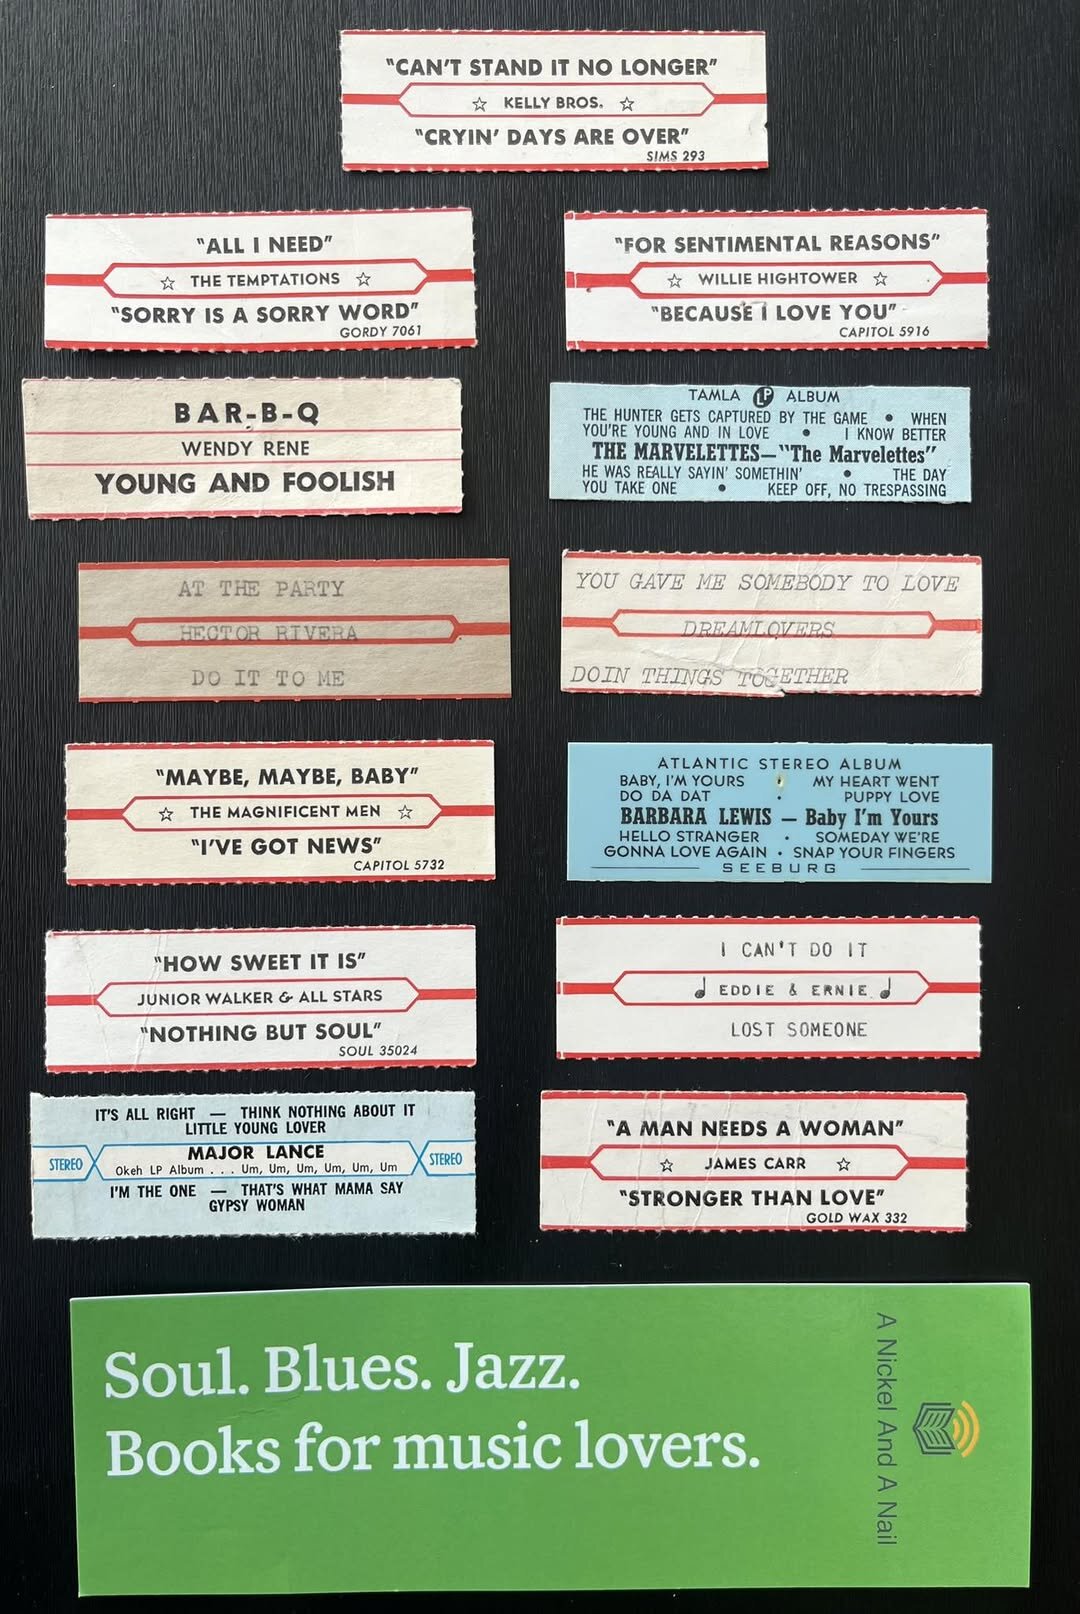 "CAN'T STAND IT NO LONGER"
☆ KELLY BROS. ☆
"CRYIN' DAYS ARE OVER"
SIMS 293
"ALL I NEED"
☆ THE TEMPTATIONS ☆
"SORRY IS A SORRY WORD"
GORDY 7061
"FOR SENTIMENTAL REASONS"
☆ WILLIE HIGHTOWER ☆
"BECAUSE I LOVE YOU"
CAPITOL 5916
BAR-B-Q
WENDY RENE
YOUNG AND FOOLISH
TAMLA LP ALBUM
THE HUNTER GETS CAPTURED BY THE GAME • WHEN
YOU'RE YOUNG AND IN LOVE • I KNOW BETTER
THE MARVELETTES—"The Marvelettes"
HE WAS REALLY SAYIN' SOMETHIN' • THE DAY
YOU TAKE ONE • KEEP OFF, NO TRESPASSING
AT THE PARTY
HECTOR RIVERA
DO IT TO ME
YOU GAVE ME SOMEBODY TO LOVE
DREAMLOVERS
DOIN THINGS TOGETHER
"MAYBE, MAYBE, BABY"
☆ THE MAGNIFICENT MEN ☆
"I'VE GOT NEWS"
CAPITOL 5732
ATLANTIC STEREO ALBUM
BABY, I'M YOURS • MY HEART WENT
DO DA DAT • PUPPY LOVE
BARBARA LEWIS — Baby I'm Yours
HELLO STRANGER • SOMEDAY WE'RE
GONNA LOVE AGAIN • SNAP YOUR FINGERS
SEEBURG
"HOW SWEET IT IS"
JUNIOR WALKER & ALL STARS
"NOTHING BUT SOUL"
SOUL 35024
I CAN'T DO IT
♩ EDDIE & ERNIE ♩
LOST SOMEONE
IT'S ALL RIGHT — THINK NOTHING ABOUT IT
LITTLE YOUNG LOVER
STEREO MAJOR LANCE STEREO
Okeh LP Album . . . Um, Um, Um, Um, Um, Um
I'M THE ONE — THAT'S WHAT MAMA SAY
GYPSY WOMAN
"A MAN NEEDS A WOMAN"
☆ JAMES CARR ☆
"STRONGER THAN LOVE"
GOLD WAX 332
Soul. Blues. Jazz.
Books for music lovers.
A Nickel And A Nail